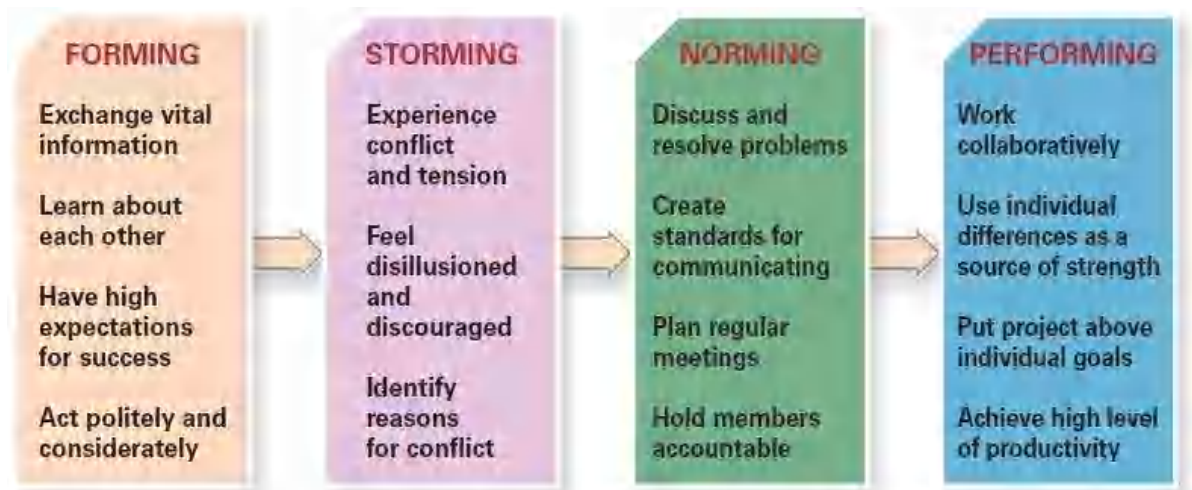 FORMING
Exchange vital
information
Learn about
each other
Have high
expectations
for success
Act politely and
considerately
STORMING
Experience
conflict
and tension
Feel
disillusioned
and
discouraged
Identify
reasons
for conflict
NORMING
Discuss and
resolve problems
Create
standards for
communicating
Plan regular
meetings
Hold members
accountable
PERFORMING
Work
collaboratively
Use individual
differences as a
source of strength
Put project above
individual goals
Achieve high level
of productivity